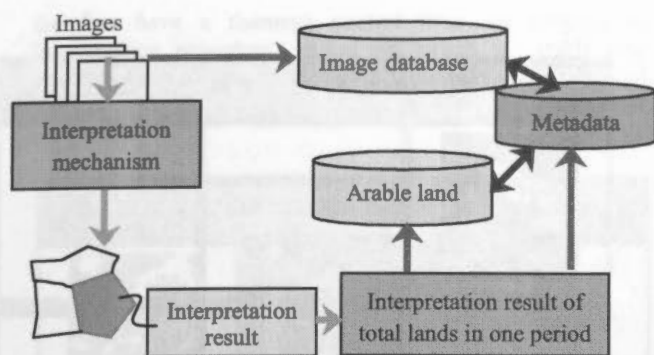 Images
Image database
Interpretation
mechanism
Metadata
Arable land
Interpretation
result
Interpretation result of
total lands in one period